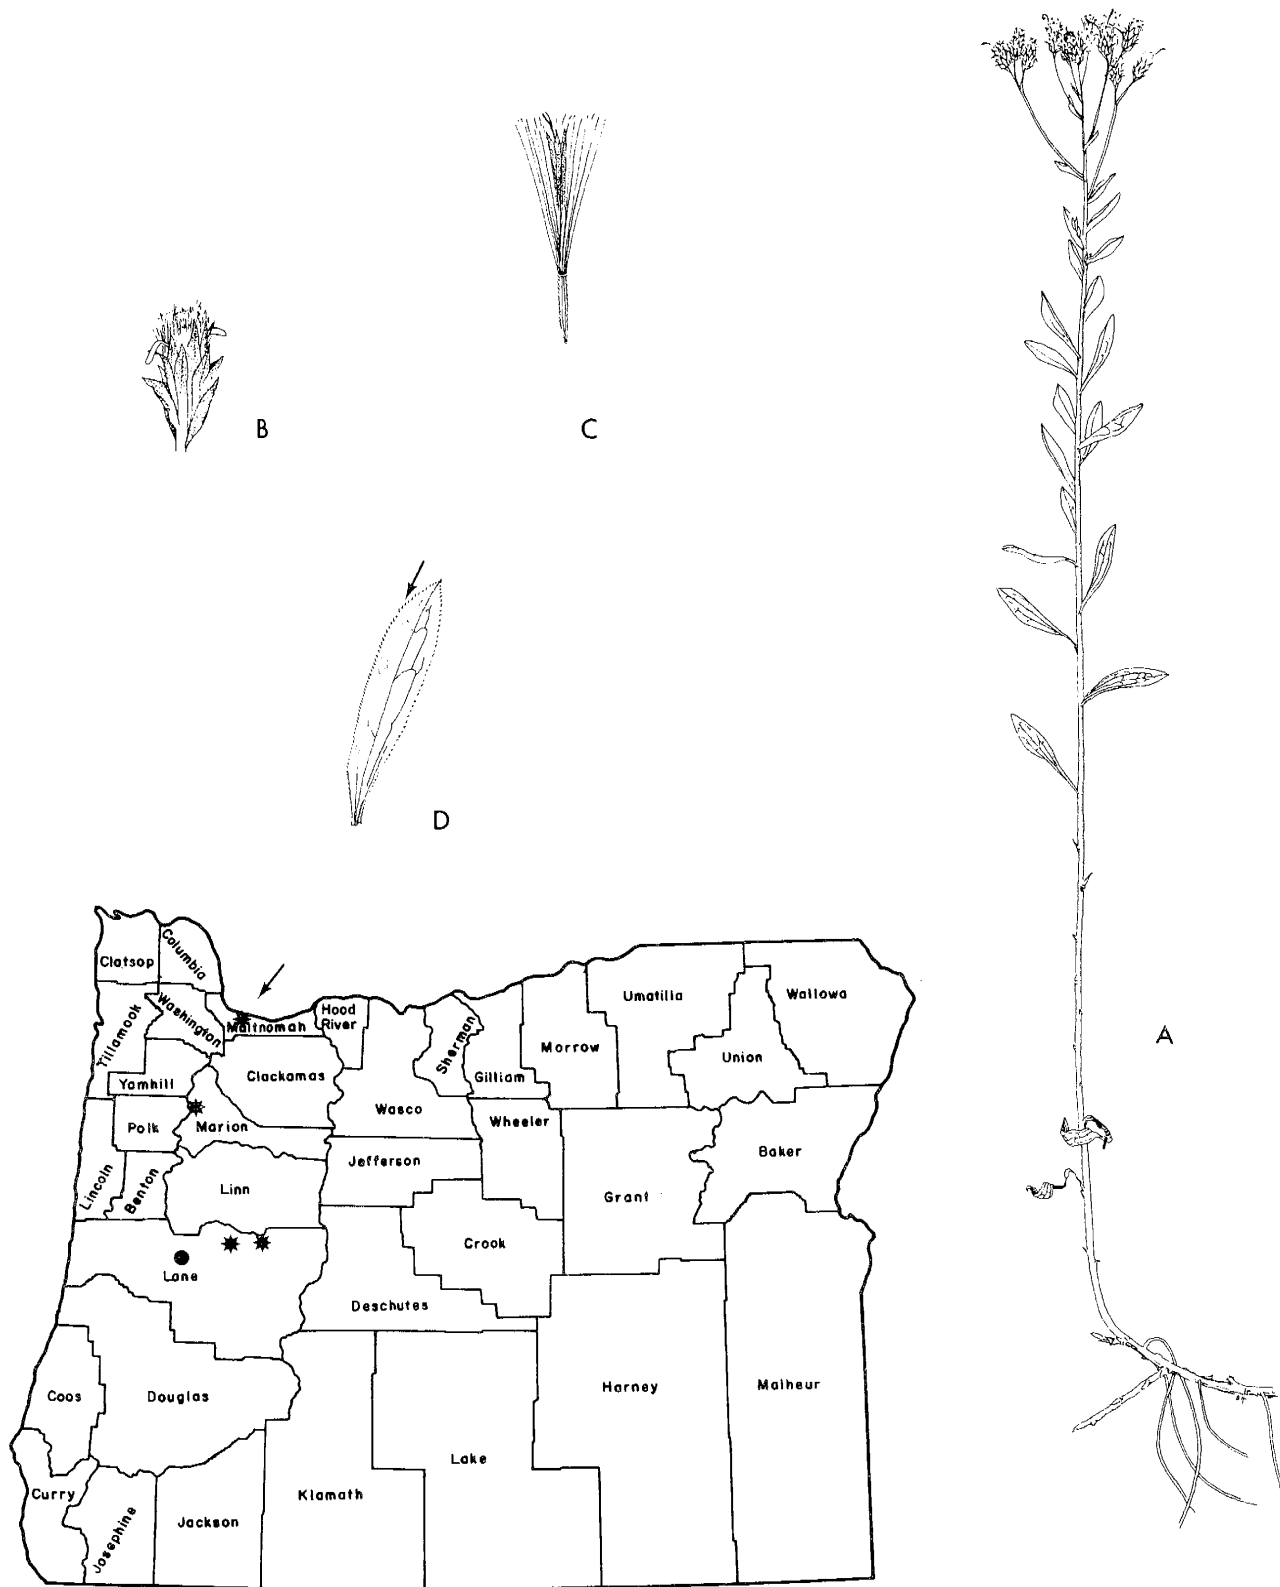 B
C
D
A
Clatsop
Columbia
Tillamook
Washington
Multnomah
Hood
River
Yamhill
Clackamas
Polk
Marion
Wasco
Sherman
Gilliam
Morrow
Umatilla
Union
Wallowa
Wheeler
Baker
Lincoln
Benton
Linn
Jefferson
Grant
Crook
Lane
Deschutes
Coos
Douglas
Harney
Malheur
Curry
Josephine
Jackson
Klamath
Lake